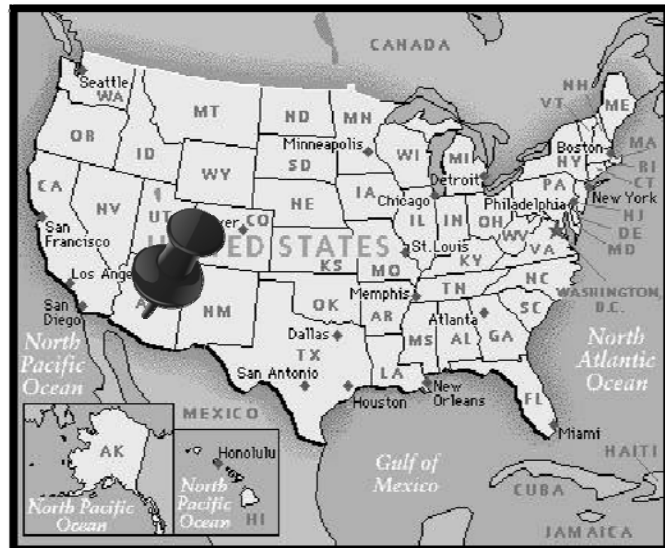 CANADA
Seattle
WA
MT
ND
MN
OR
ID
Minneapolis
SD
WI
MI
NH
VT
ME
Boston
MA
NY
RI
CT
WY
Detroit
CA
NV
UT
NE
IA
Chicago
PA
New York
Philadelphia
NJ
DE
MD
San
Francisco
CO
IL
IN
OH
WV
VA
UNITED STATES
St. Louis
KS
MO
KY
Los
WASHINGTON
D.C.
San
Diego
NM
OK
Memphis
TN
NC
AR
Atlanta
SC
North
Pacific
Ocean
Dallas
TX
MS
AL
GA
North
Atlantic
Ocean
San Antonio
LA
Houston
New
Orleans
FL
MEXICO
Miami
AK
Honolulu
North Pacific
Ocean
North
Pacific
Ocean
HI
Gulf of
Mexico
HAITI
CUBA
JAMAICA